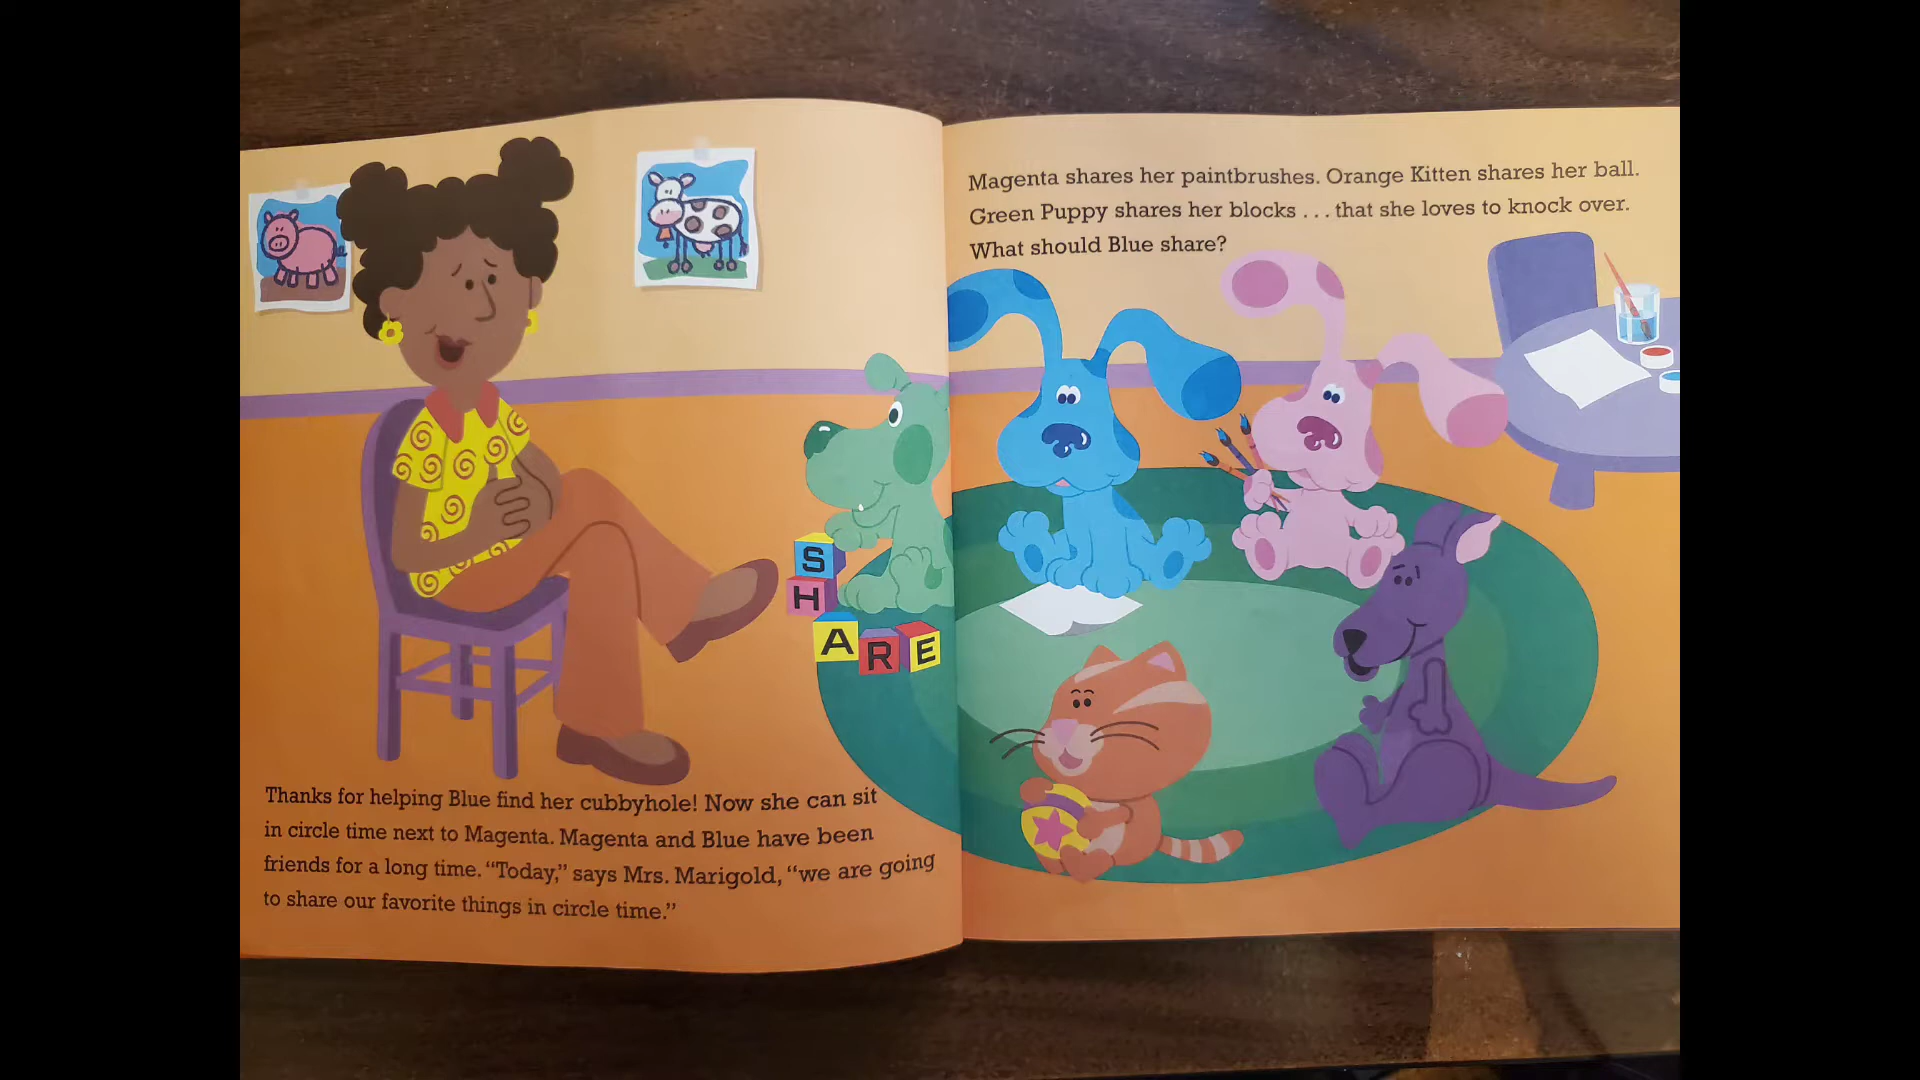 Thanks for helping Blue find her cubbyhole! Now she can sit
in circle time next to Magenta. Magenta and Blue have been
friends for a long time. “Today,” says Mrs. Marigold, “we are going
to share our favorite things in circle time.”
S
H
A R E
Magenta shares her paintbrushes. Orange Kitten shares her ball.
Green Puppy shares her blocks . . . that she loves to knock over.
What should Blue share?